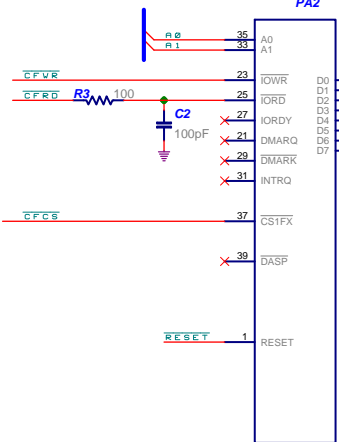 PA2
A0 35 A0
A1 33 A1
CFWR 23 IOWR D0
D1
CFRD R3 100 25 IORD D2
D3
C2 27 IORDY D4
D5
100pF 21 DMARQ D6
D7
29 DMARK
31 INTRQ
CFCS 37 CS1FX
39 DASP
RESET 1 RESET